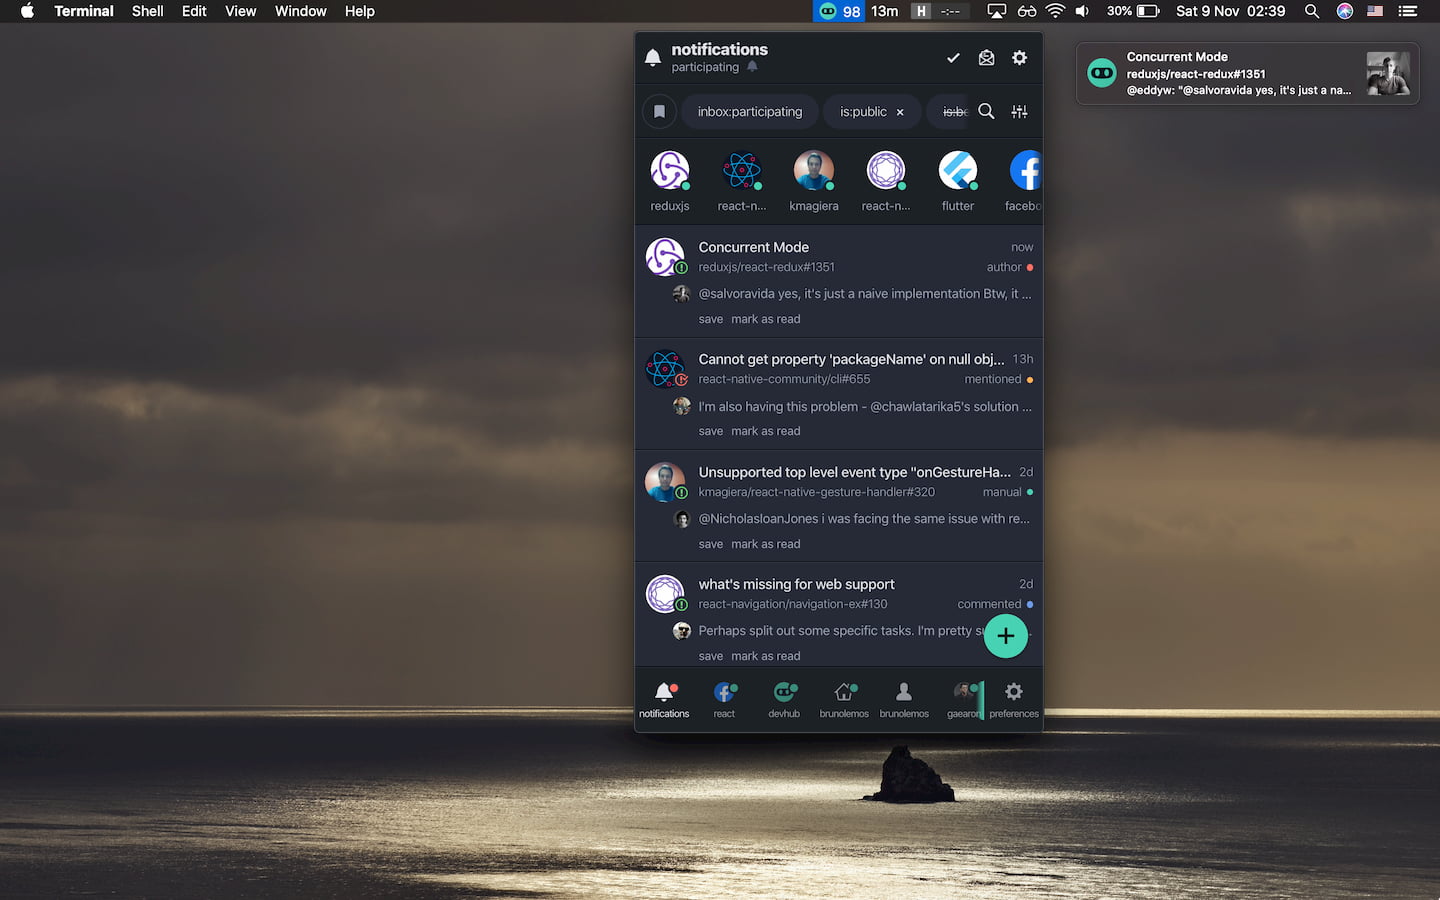 Terminal Shell Edit View Window Help
98 13m H -:-- 30% Sat 9 Nov 02:39
notifications
participating
inbox:participating is:public × is:be
reduxjs react-n... kmagiera react-n... flutter facebo
Concurrent Mode now
reduxjs/react-redux#1351 author
@salvoravida yes, it's just a naive implementation Btw, it ...
save mark as read
Cannot get property 'packageName' on null obj... 13h
react-native-community/cli#655 mentioned
I'm also having this problem - @chawlatarika5's solution ...
save mark as read
Unsupported top level event type "onGestureHa... 2d
kmagiera/react-native-gesture-handler#320 manual
@NicholasloanJones i was facing the same issue with re...
save mark as read
what's missing for web support 2d
react-navigation/navigation-ex#130 commented
Perhaps split out some specific tasks. I'm pretty
save mark as read
notifications react devhub brunolemos brunolemos gaearon preferences
Concurrent Mode
reduxjs/react-redux#1351
@eddyw: "@salvoravida yes, it's just a na...